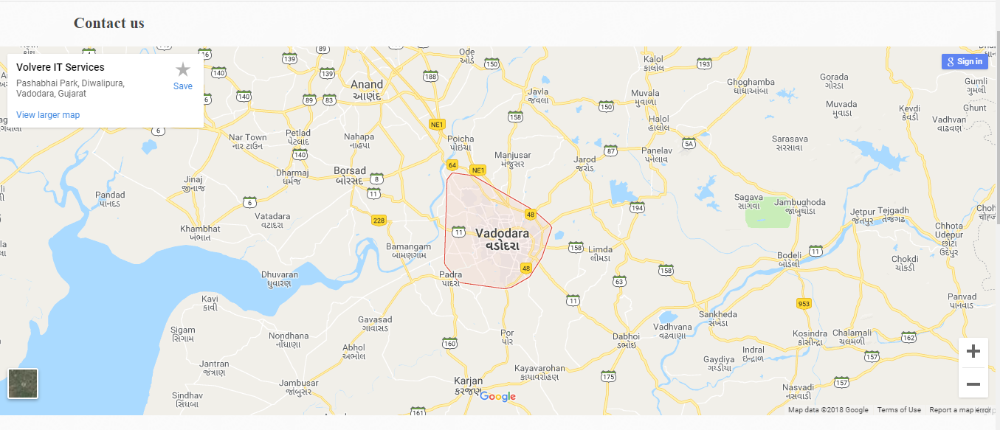 Contact us
Volvere IT Services
Pashabhai Park, Diwalipura,
Vadodara, Gujarat
Save
View larger map
Sign in
89
16
139
140
139
140
89
83
6
Ode
ઓડે
150
188
Anand
આણંદ
Javla
જવલા
158
150
Kalol
કાલોલ
193
Muvala
મુવાળા
Halol
હાલોલ
Ghoghamba
ઘોઘાઆંબા
Gorada
ગોરડા
Muvada
મુવાડા
Gumli
ગુમલી
Kevdi
કેવડી
Ghunt
Vadhvan
વાઢવણ
NE1
Nar Town
નાર ટાઉન
Petlad
પેટલાદ
140
Nahapa
નાહપા
Poicha
પોઇચા
64
NE1
Manjusar
મંજુસર
Jarod
જરોડ
87
Panelav
પનેલાવ
5A
Sarasava
સરસાવા
Dharmaj
ધર્મજ
Borsad
બોરસદ
8
11
Jinaj
જીનાજ
Pandad
પાનદડ
6
Vatadara
વટાદરા
Khambhat
ખંભાત
228
48
194
Sagava
સાગવા
Jambughoda
જાંબુઘોડા
Jetpur
જેતપુર
Tejgadh
તેજગઢ
Chhota
Udepur
છોટા
ઉદેપુર
11
Vadodara
વડોદરા
Bamangam
બામણગામ
158
Limda
લીમડા
48
Padra
પાદરા
Dhuvaran
ધુવારણ
63
158
Bodeli
બોડેલી
11
Chokdi
ચોકડી
Kavi
કાવી
11
953
Panvad
પાનવાડ
Sigam
સિગામ
Nondhana
નોંધાણા
Gavasad
ગાવાસદ
Por
પોર
160
Dabhoi
ડભોઇ
Vadhvana
વઢવાણા
Sankheda
સંખેડા
Kosindra
કોસીન્દ્રા
Chalamali
ચલામલી
162
157
Abhol
અભોલ
Jantran
જંત્રાણ
Jambusar
જાંબુસર
Kayavarohan
કાયાવરોહણ
175
Gaydiya
ગાયડીયા
Indral
ઇન્દ્રાળ
Nasvadi
નસવાડી
157
Sindhav
સિંધવા
Karjan
કરજણ
161
Google
Map data ©2018 Google
Terms of Use
Report a map error